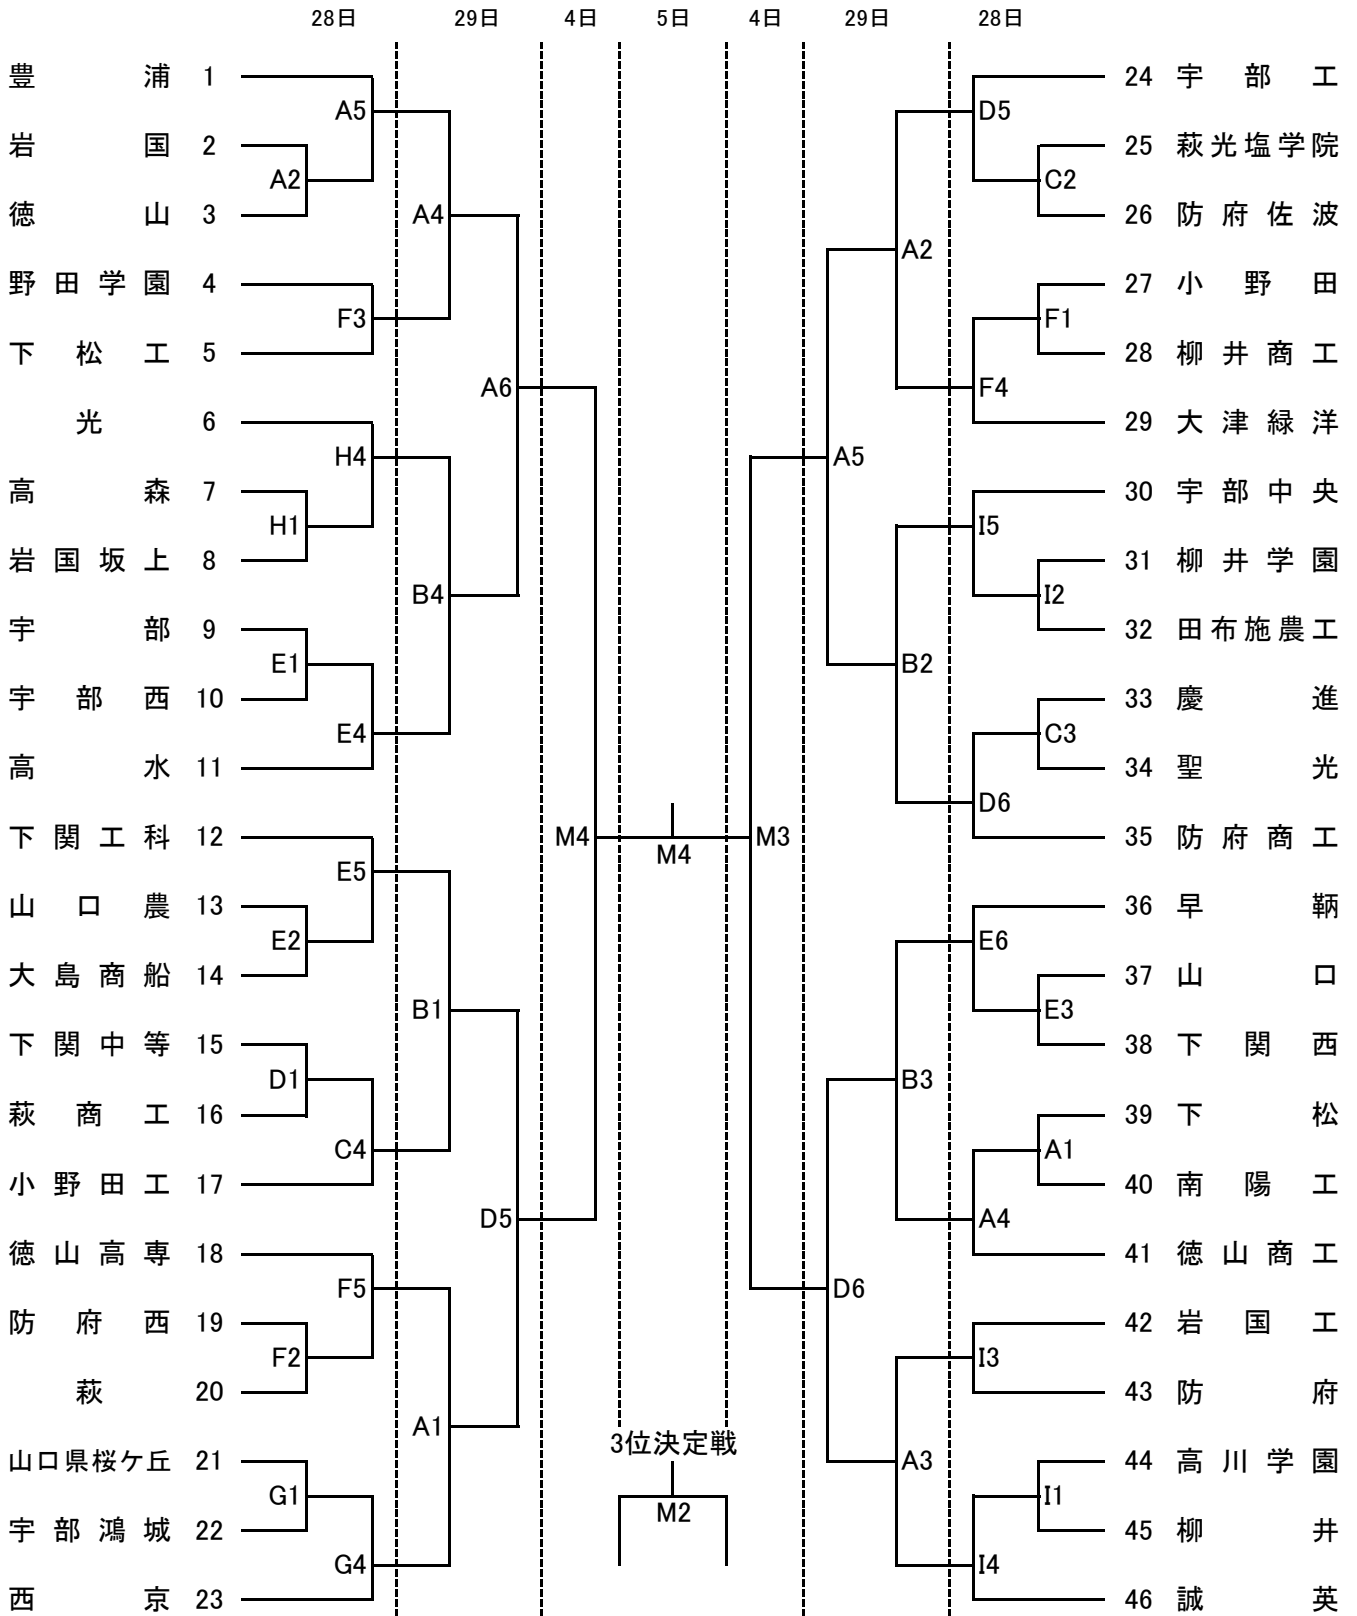 28日 29日 4日 5日 4日 29日 28日
豊浦 1
A5
岩国 2
A2
徳山 3
A4
野田学園 4
F3
下松工 5
A6
光 6
H4
高森 7
H1
岩国坂上 8
B4
宇部 9
E1
宇部西 10
E4
高水 11
下関工科 12
M4
E5
山口農 13
E2
大島商船 14
B1
下関中等 15
D1
萩商工 16
C4
小野田工 17
D5
徳山高専 18
F5
防府西 19
F2
萩 20
A1
山口県桜ケ丘 21
G1
宇部鴻城 22
G4
西京 23
M4
3位決定戦
M2
24 宇部工
D5
25 萩光塩学院
C2
26 防府佐波
A2
27 小野田
F1
28 柳井商工
F4
29 大津緑洋
A5
30 宇部中央
I5
31 柳井学園
I2
32 田布施農工
B2
33 慶進
C3
34 聖光
D6
35 防府商工
M3
36 早鞆
E6
37 山口
E3
38 下関西
B3
39 下松
A1
40 南陽工
A4
41 徳山商工
D6
42 岩国工
I3
43 防府
A3
44 高川学園
I1
45 柳井
I4
46 誠英